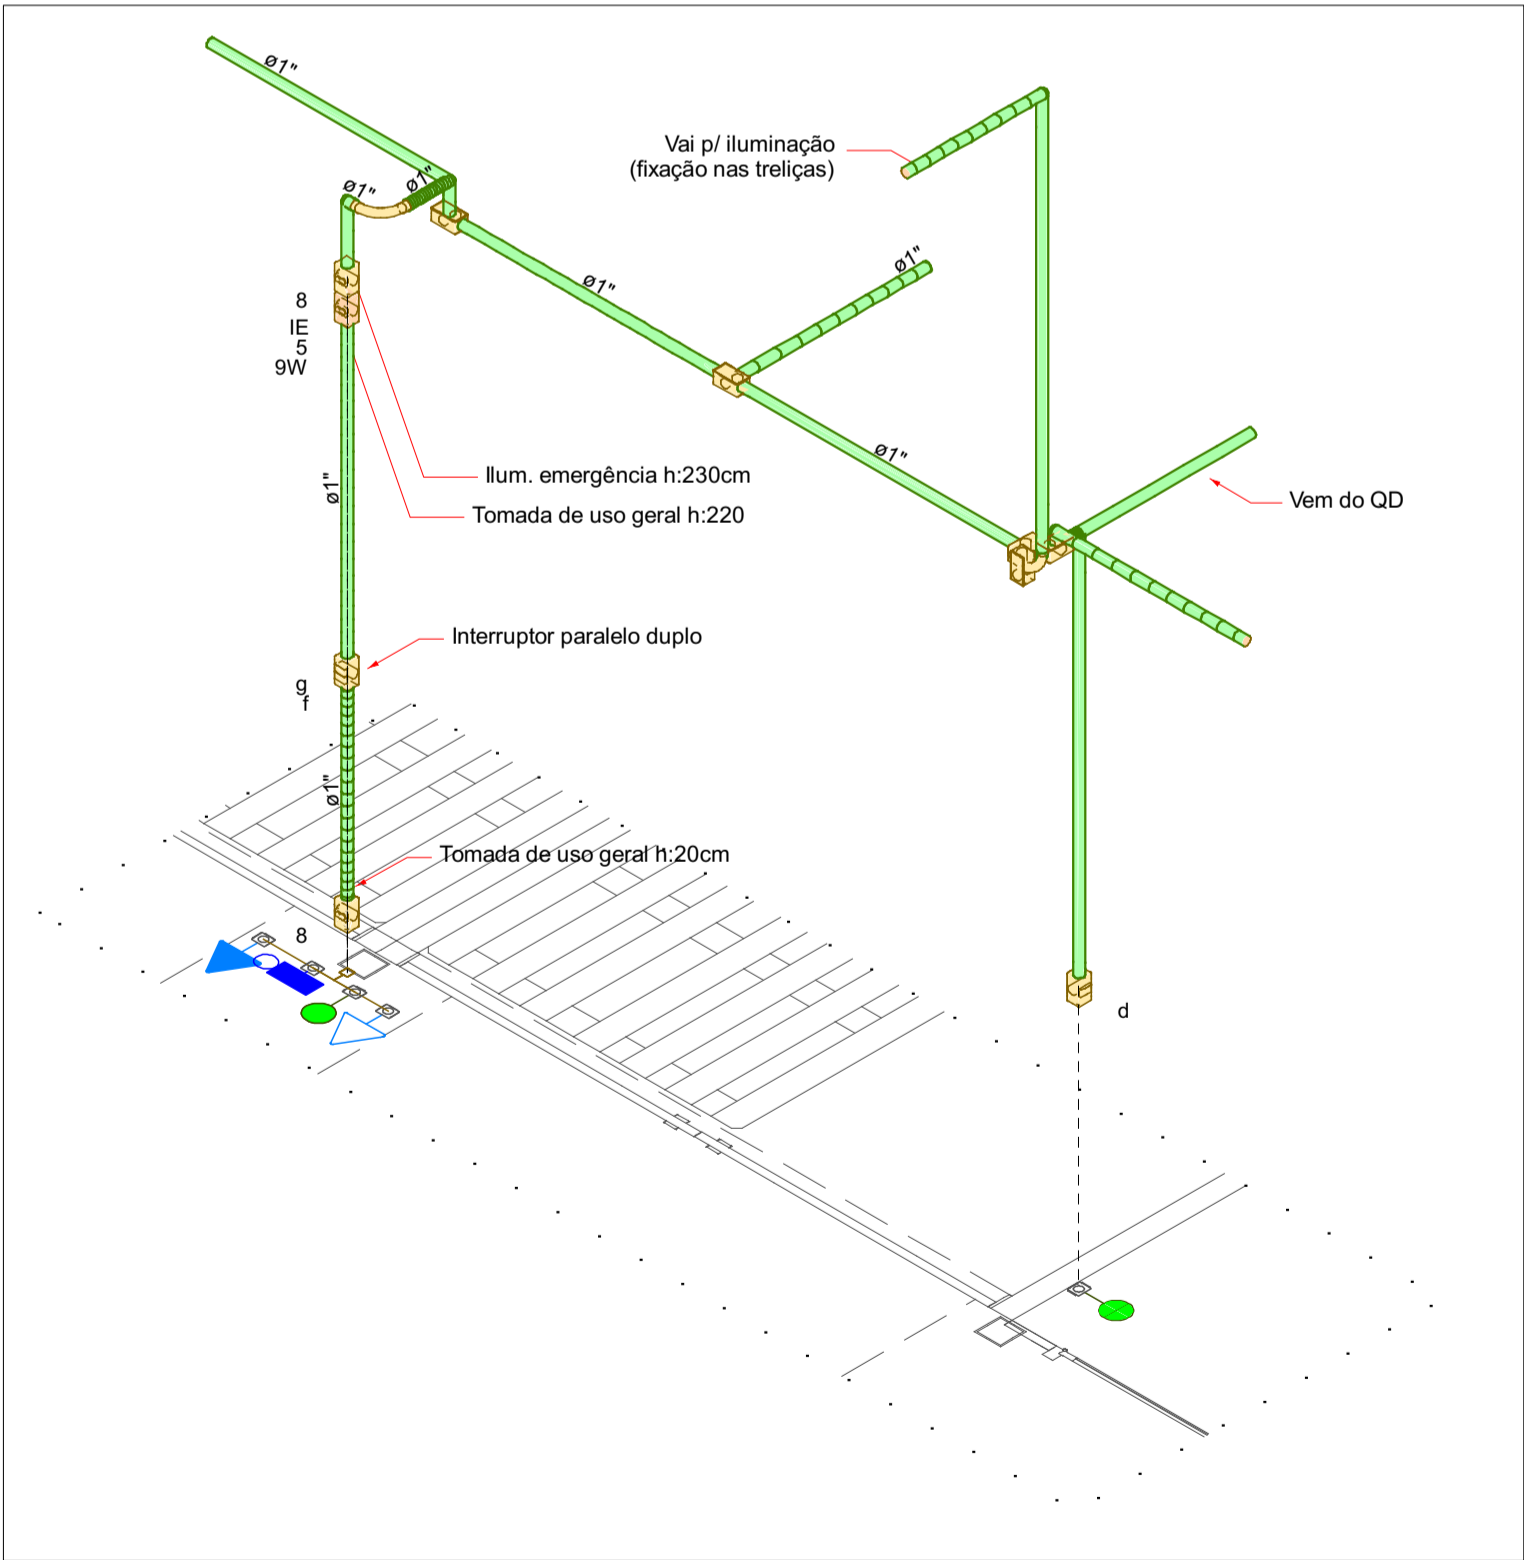 ø1"
Vai p/ iluminação
(fixação nas treliças)
ø1"
ø1"
ø1"
ø1"
8
IE
5
9W
ø1"
Ilum. emergência h:230cm
ø1"
Tomada de uso geral h:220
Vem do QD
Interruptor paralelo duplo
g
f
ø1"
Tomada de uso geral h:20cm
8
d